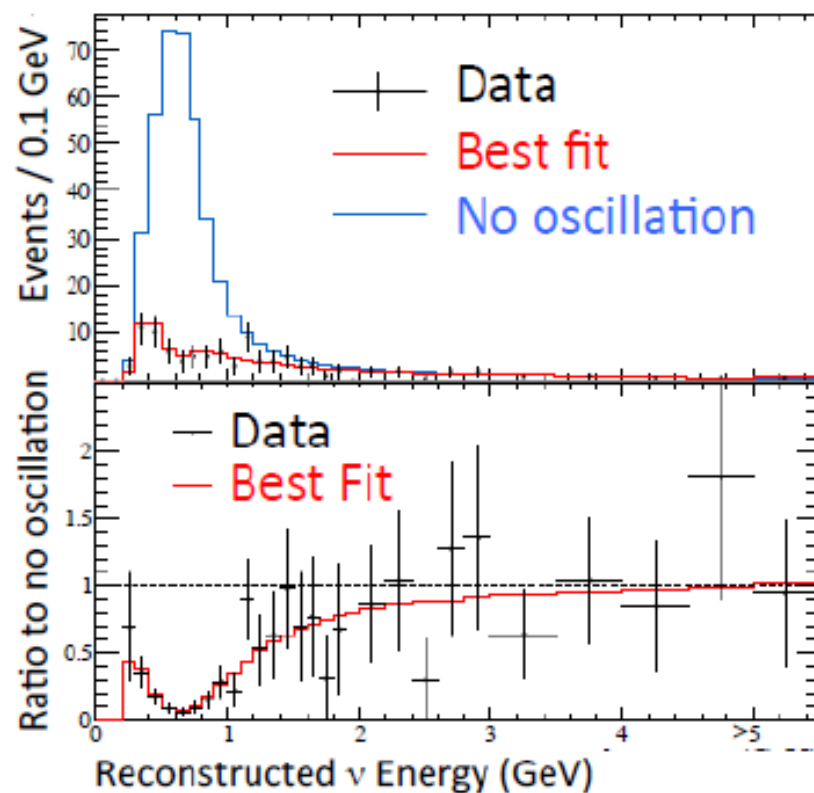 Events / 0.1 GeV
70
60
50
40
30
20
10
Data
Best fit
No oscillation
Ratio to no oscillation
2
1.5
1
0.5
0
Data
Best Fit
0 1 2 3 4 >5
Reconstructed ν Energy (GeV)